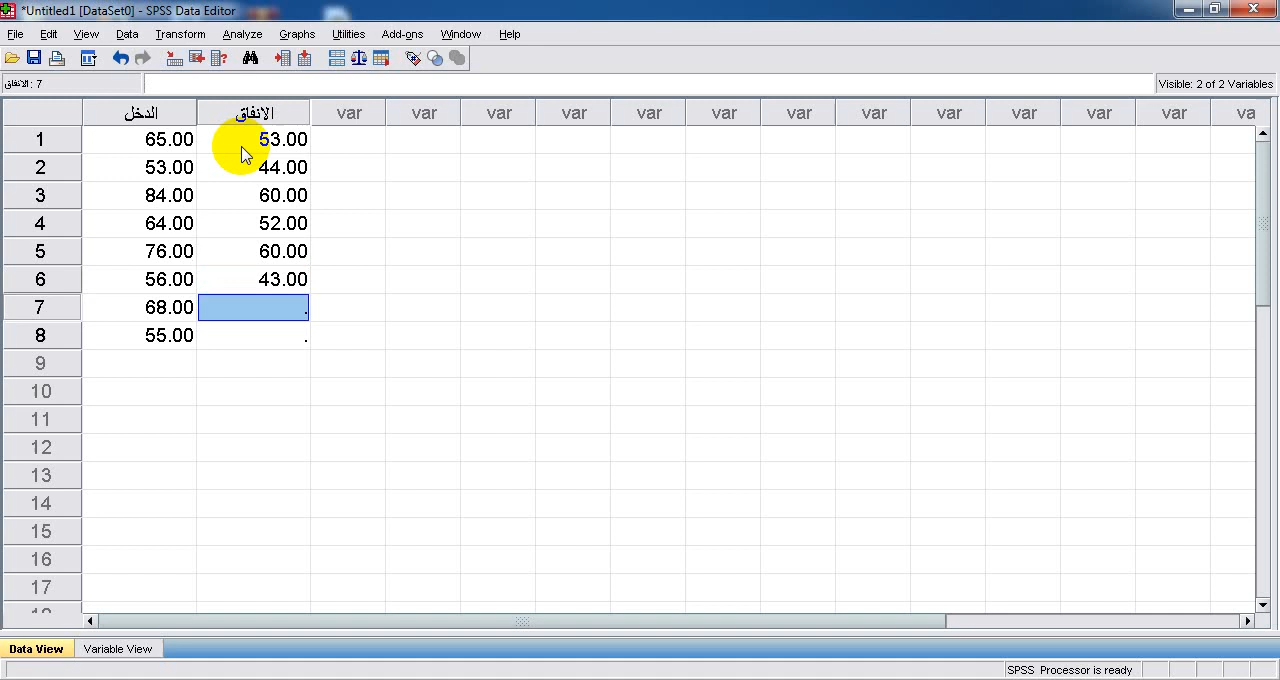 *Untitled1 [DataSet0] - SPSS Data Editor
File Edit View Data Transform Analyze Graphs Utilities Add-ons Window Help
7 : الانفاق Visible: 2 of 2 Variables
الدخل الانفاق var var var var var var var var var var var var va
1 65.00 53.00
2 53.00 44.00
3 84.00 60.00
4 64.00 52.00
5 76.00 60.00
6 56.00 43.00
7 68.00 .
8 55.00 .
9
10
11
12
13
14
15
16
17
18
Data View Variable View
SPSS Processor is ready